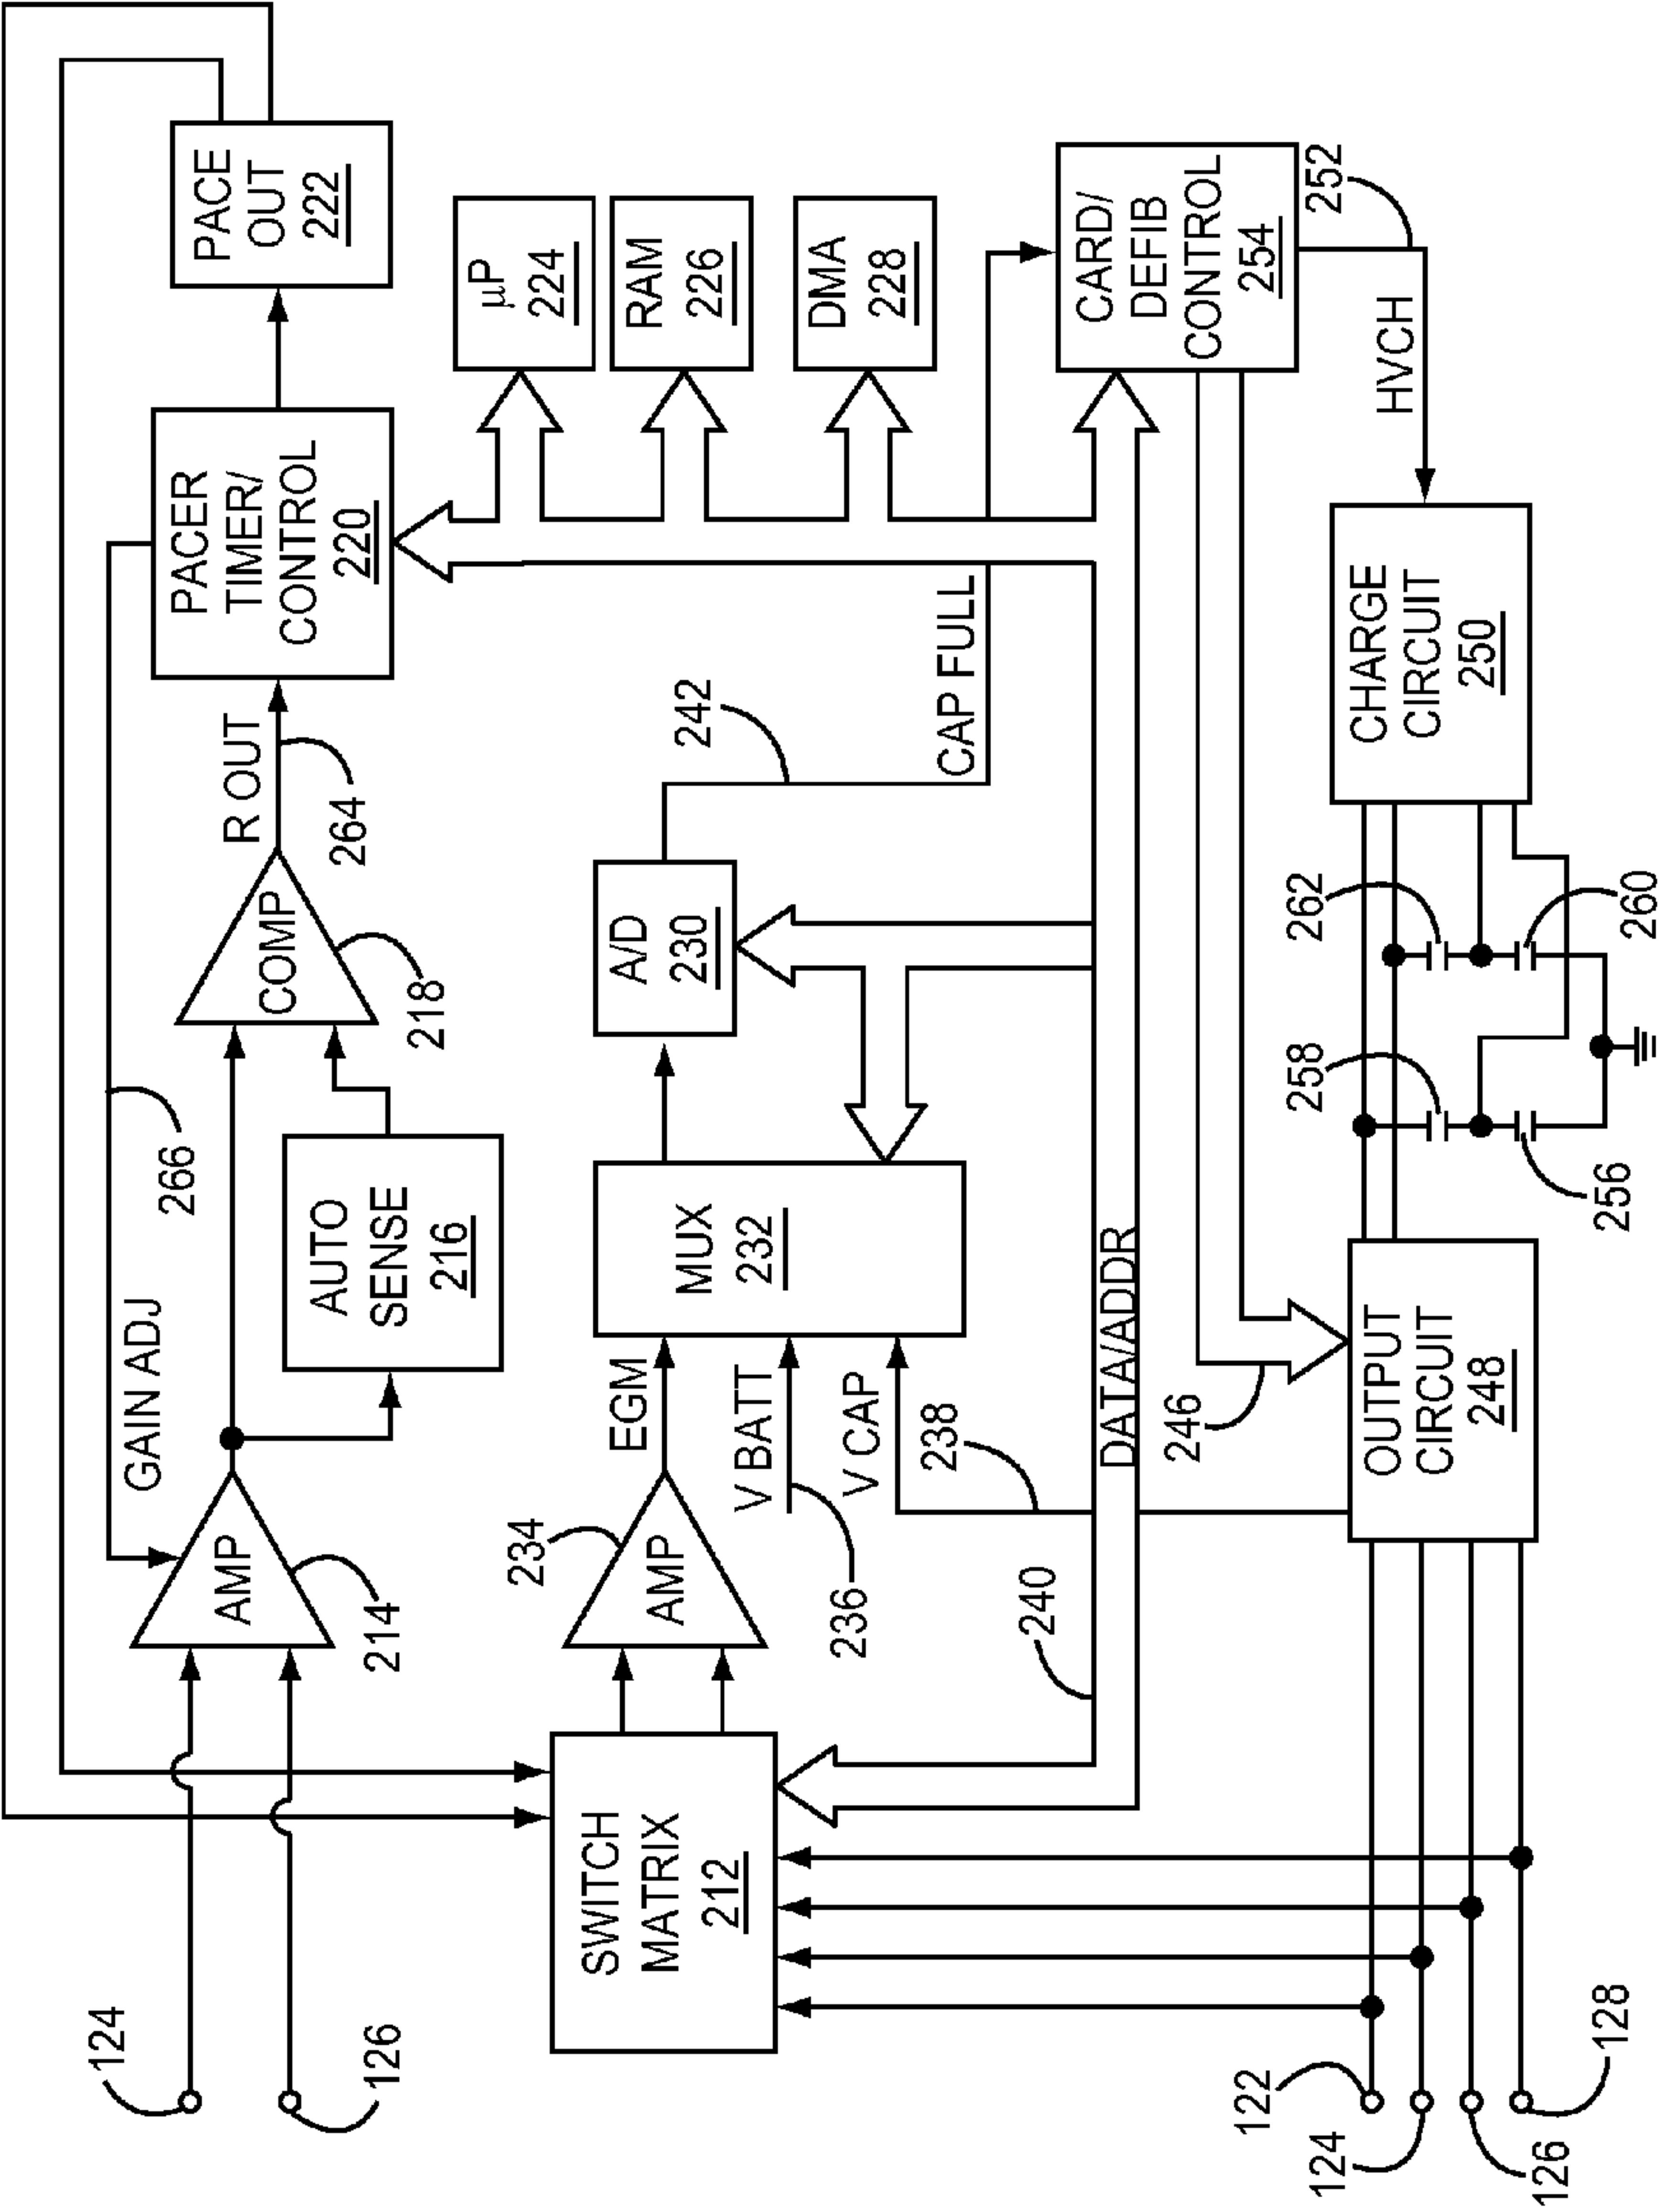 124
126
GAIN ADJ
266
AMP
214
AUTO
SENSE
216
COMP
218
R OUT
264
PACER
TIMER/
CONTROL
220
PACE
OUT
222
SWITCH
MATRIX
212
AMP
234
EGM
V BATT
236
V CAP
238
MUX
232
A/D
230
242
CAP FULL
µP
224
RAM
226
DMA
228
240
DATA/ADDR
246
CARD/
DEFIB
CONTROL
254
252
HVCH
122
124
126
128
OUTPUT
CIRCUIT
248
258
256
262
260
CHARGE
CIRCUIT
250